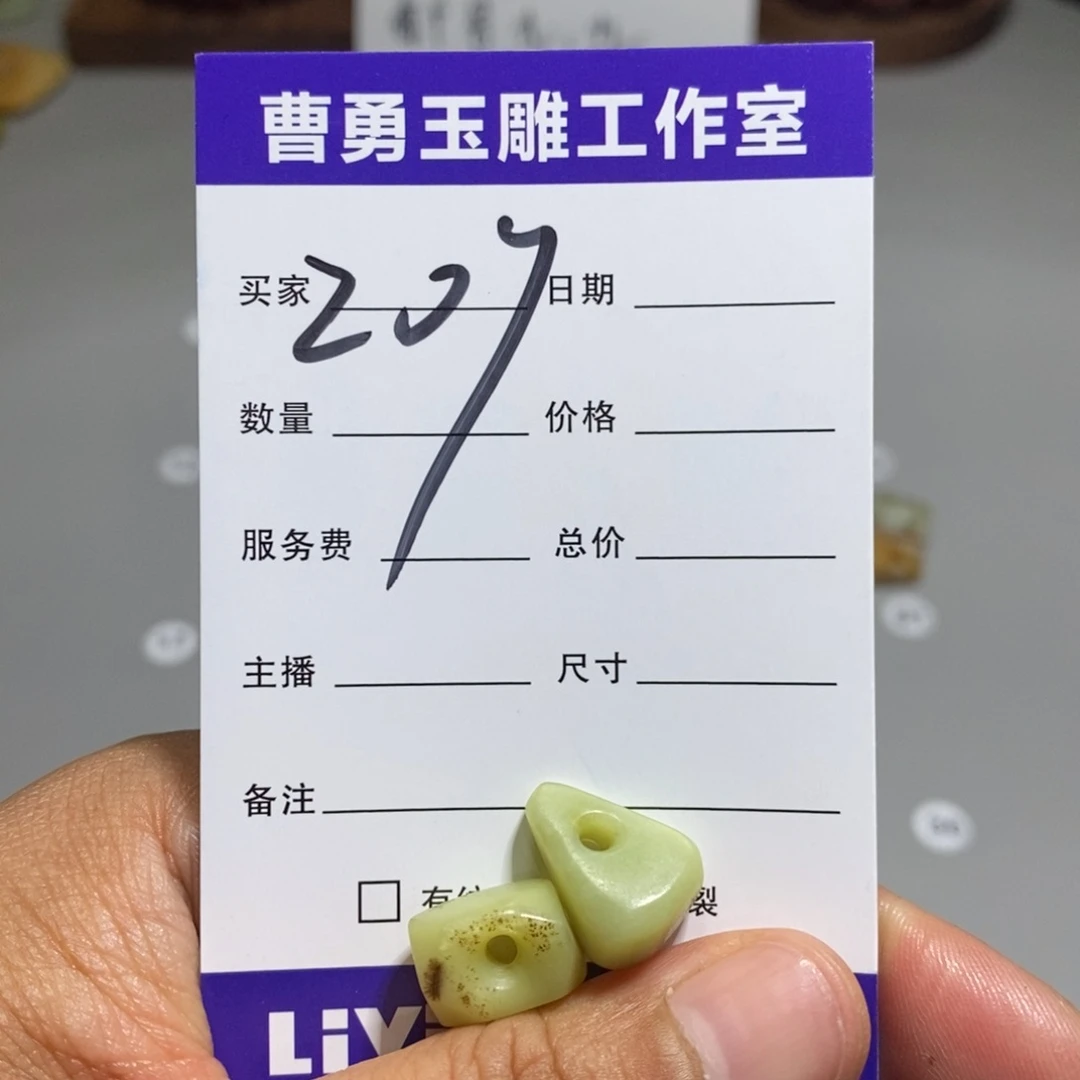 曹勇玉雕工作室
207
买家 日期
数量 价格
服务费 总价
主播 尺寸
备注
有 裂